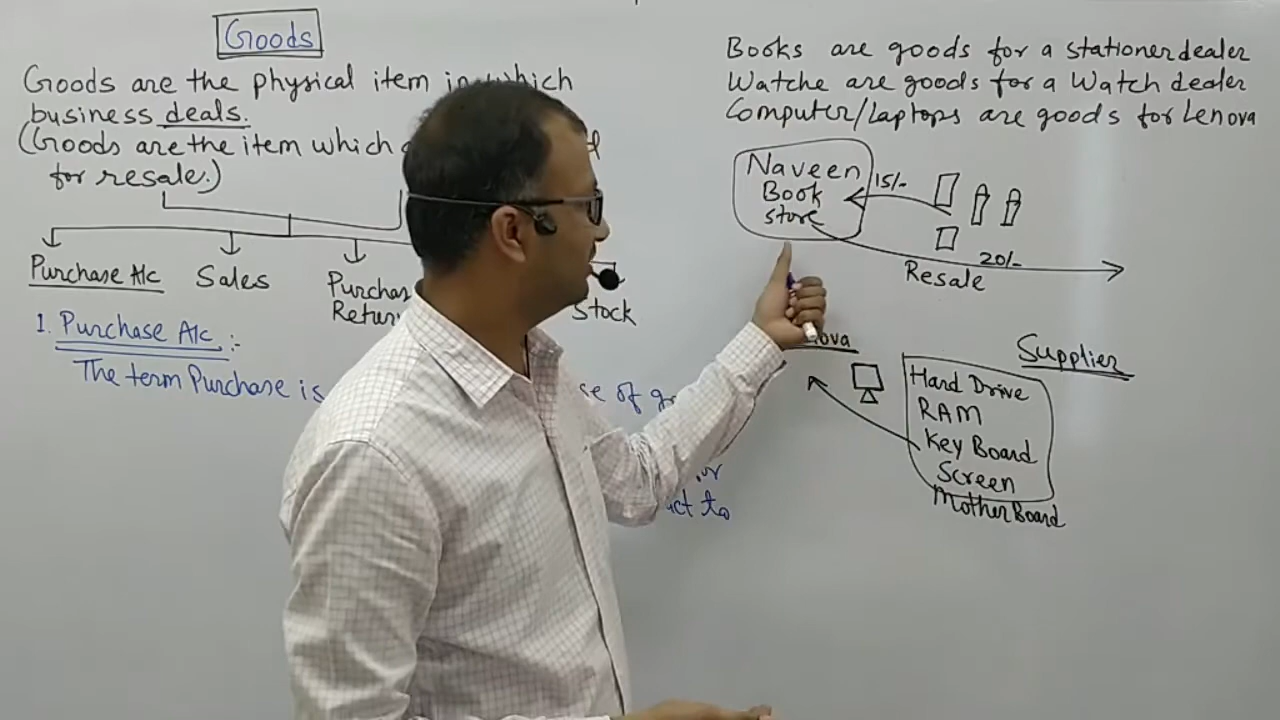 Goods
Goods are the physical item in which
business deals.
(Goods are the item which
for resale.)
Purchase A/c
Sales
Return
Stock
1. Purchase A/c :-
The term Purchase is
of
to
Books are goods for a stationer dealer
Watche are goods for a Watch dealer
Computer/Laptops are goods for Lenova
Naveen
Book
store
15/-
20/-
Resale
Supplier
Hard Drive
RAM
Key Board
Screen
Mother Board